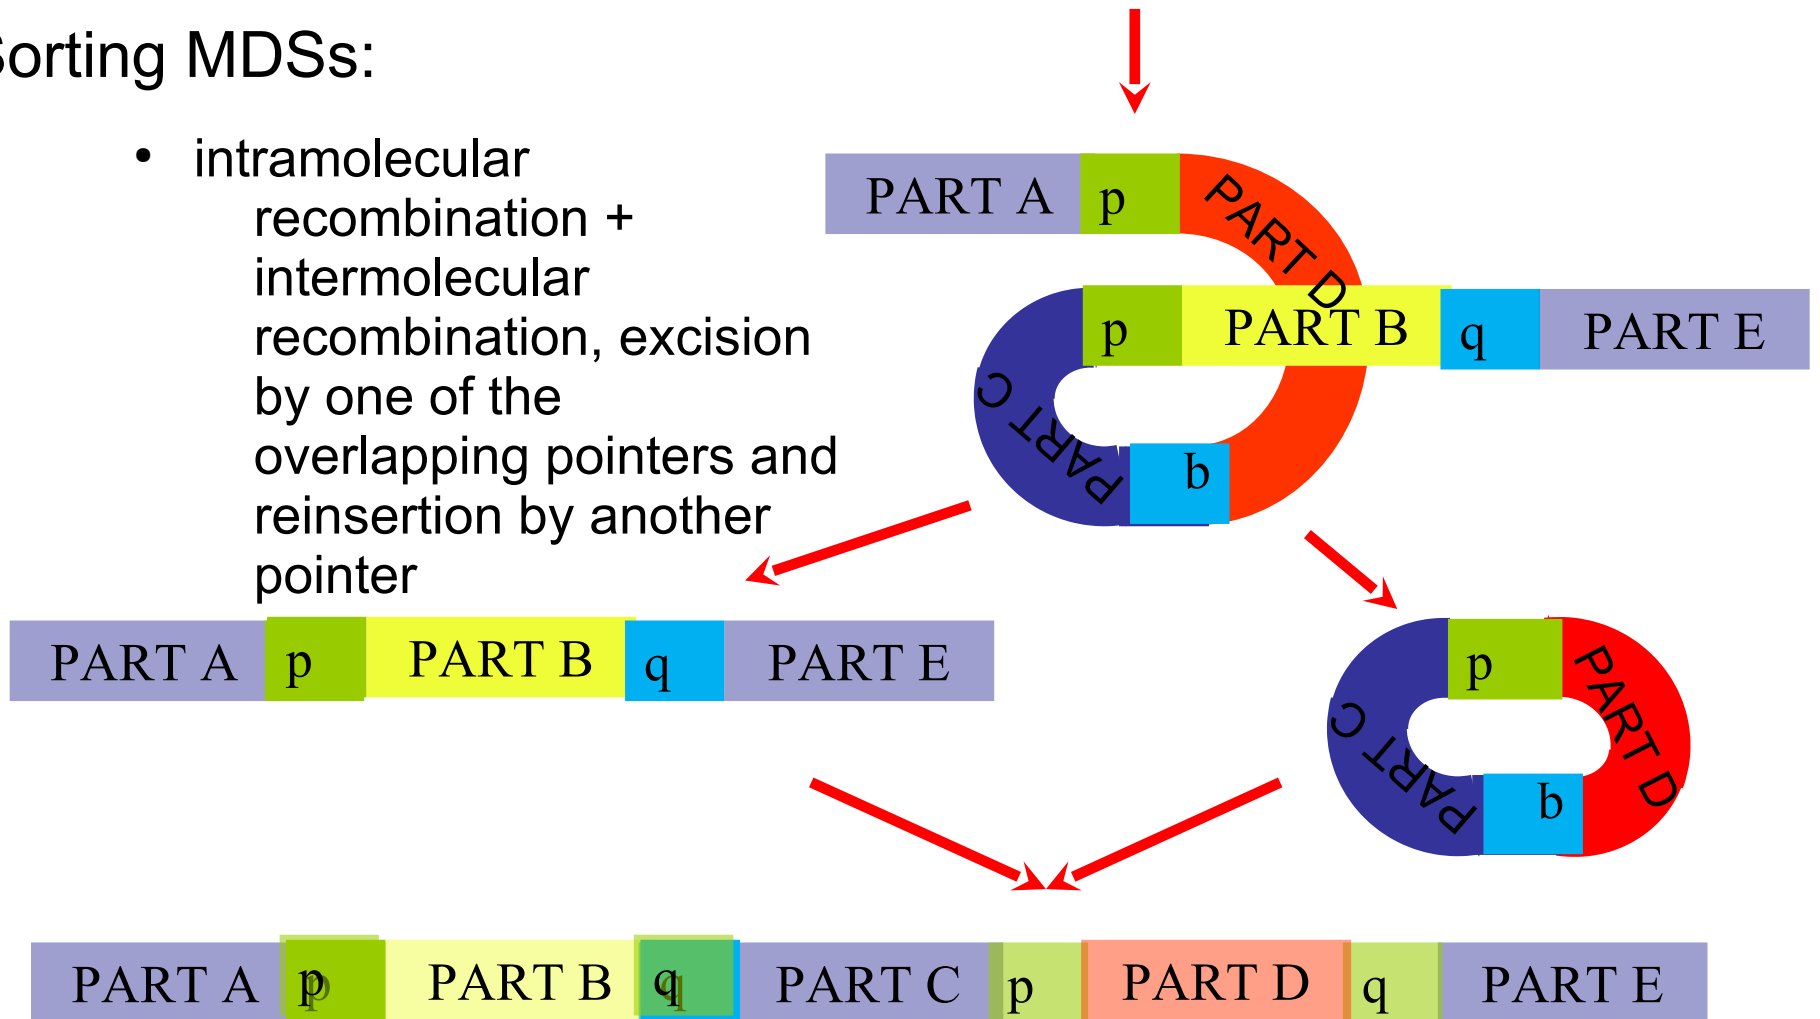 Sorting MDSs:
• intramolecular
recombination +
intermolecular
recombination, excision
by one of the
overlapping pointers and
reinsertion by another
pointer
PART A p PART D
p PART B q PART E
PART C
q
PART A p PART B q PART E
p PART D
PART C
q
PART A p PART B q PART C p PART D q PART E